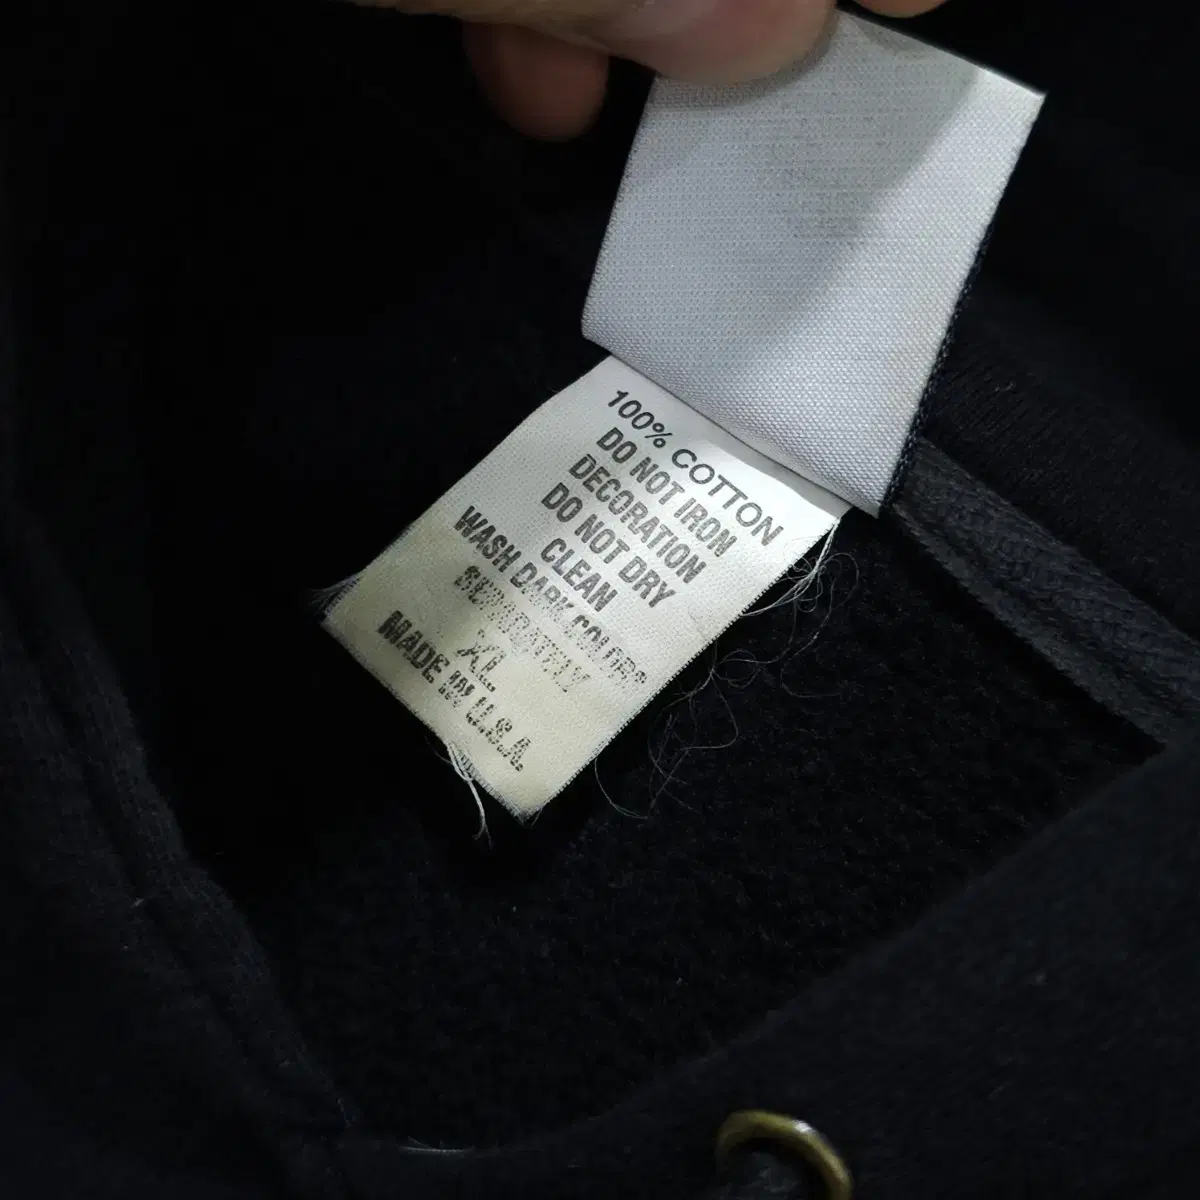 100% COTTON
DO NOT IRON
DECORATION
DO NOT DRY
CLEAN
WASH DARK COLORS
SEPARATELY
XL
MADE IN U.S.A.